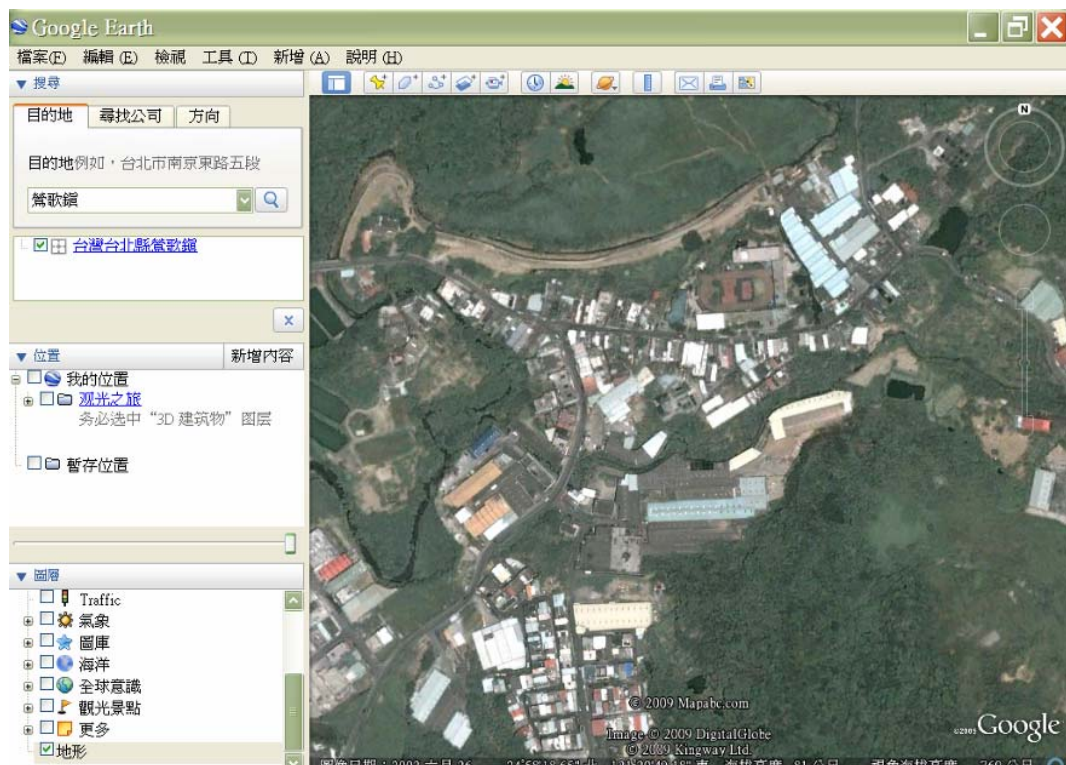 Google Earth
檔案(F) 編輯(E) 檢視 工具(T) 新增(A) 說明(H)
搜尋
目的地 尋找公司 方向
目的地例如，台北市南京東路五段
鶯歌鎮
台灣台北縣鶯歌鎮
位置 新增內容
我的位置
观光之旅
务必选中“3D 建筑物”图层
暫存位置
圖層
Traffic
氣象
圖庫
海洋
全球意識
觀光景點
更多
地形
N
© 2009 Mapabc.com
Image © 2009 DigitalGlobe
© 2009 Kingway Ltd.
©2009 Google